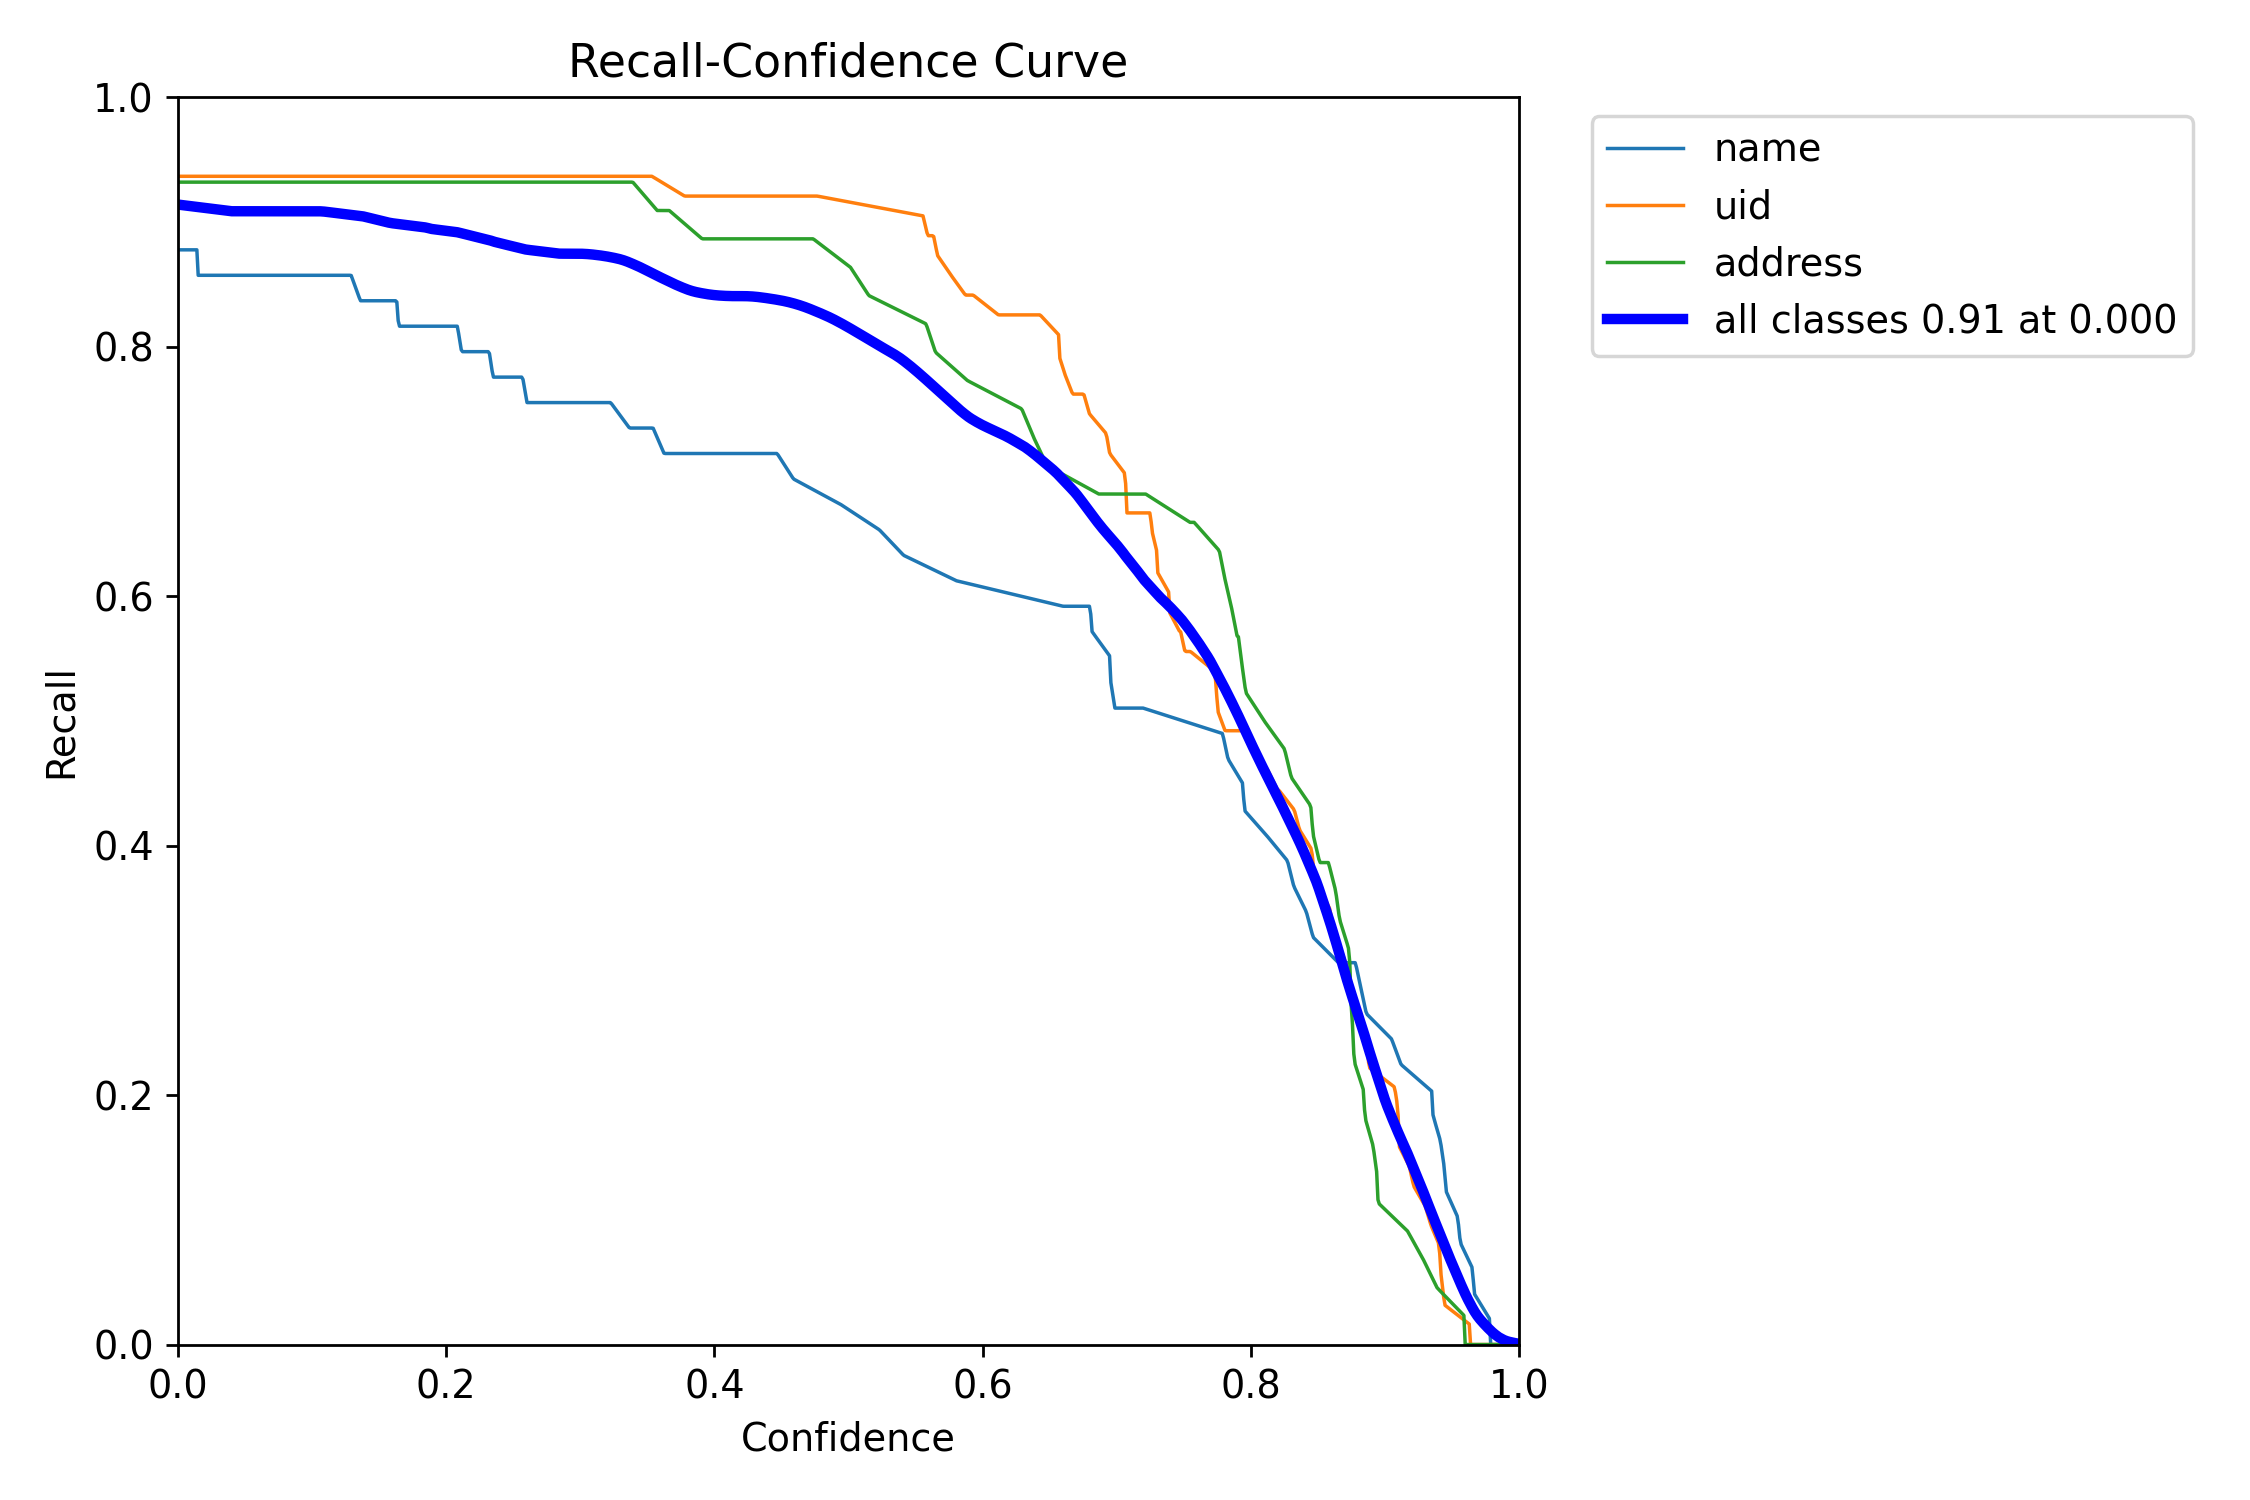 Recall-Confidence Curve
1.0
0.8
0.6
0.4
0.2
0.0
Recall
0.0 0.2 0.4 0.6 0.8 1.0
Confidence
name
uid
address
all classes 0.91 at 0.000